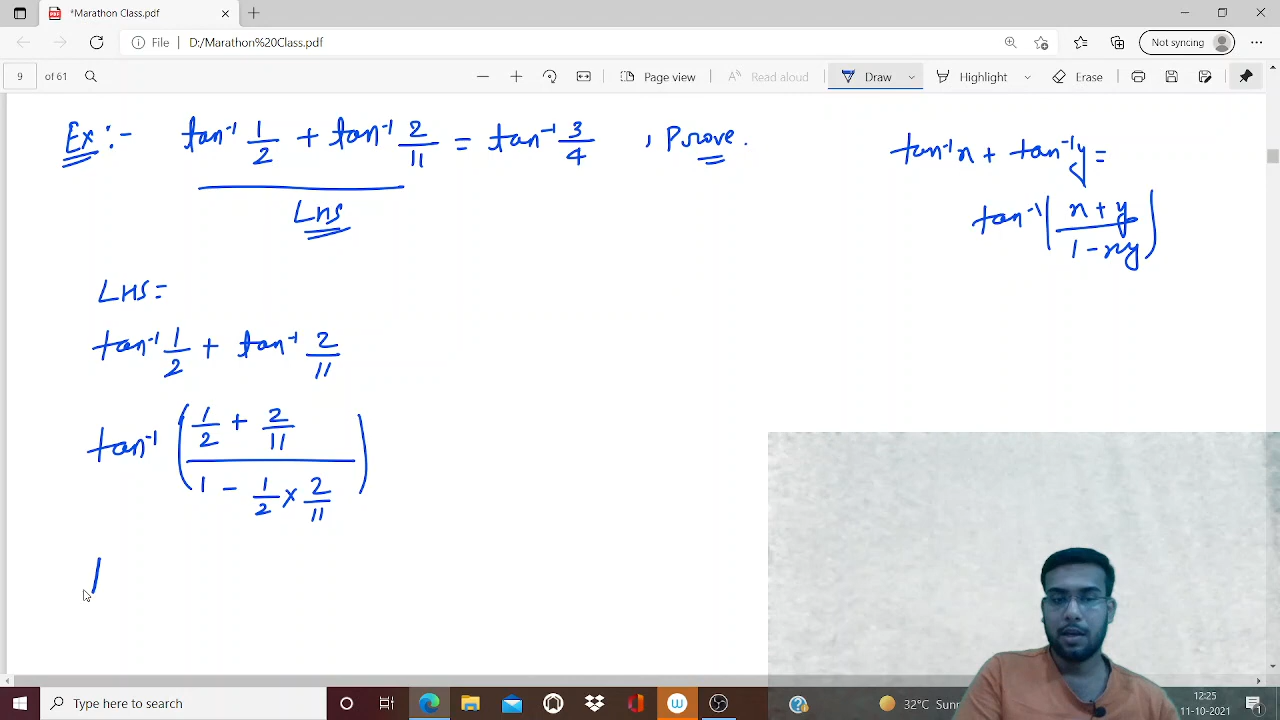 *Marathon Class.pdf
File D:/Marathon%20Class.pdf
Not syncing
9 of 61
Page view
Read aloud
Draw
Highlight
Erase
Ex:- tan⁻¹ 1/2 + tan⁻¹ 2/11 = tan⁻¹ 3/4 , Prove.
LHS
tan⁻¹x + tan⁻¹y =
tan⁻¹ (x + y / 1 - xy)
LHS =
tan⁻¹ 1/2 + tan⁻¹ 2/11
tan⁻¹ (1/2 + 2/11 / 1 - 1/2 × 2/11)
Type here to search
32°C Sunn
12:25
11-10-2021